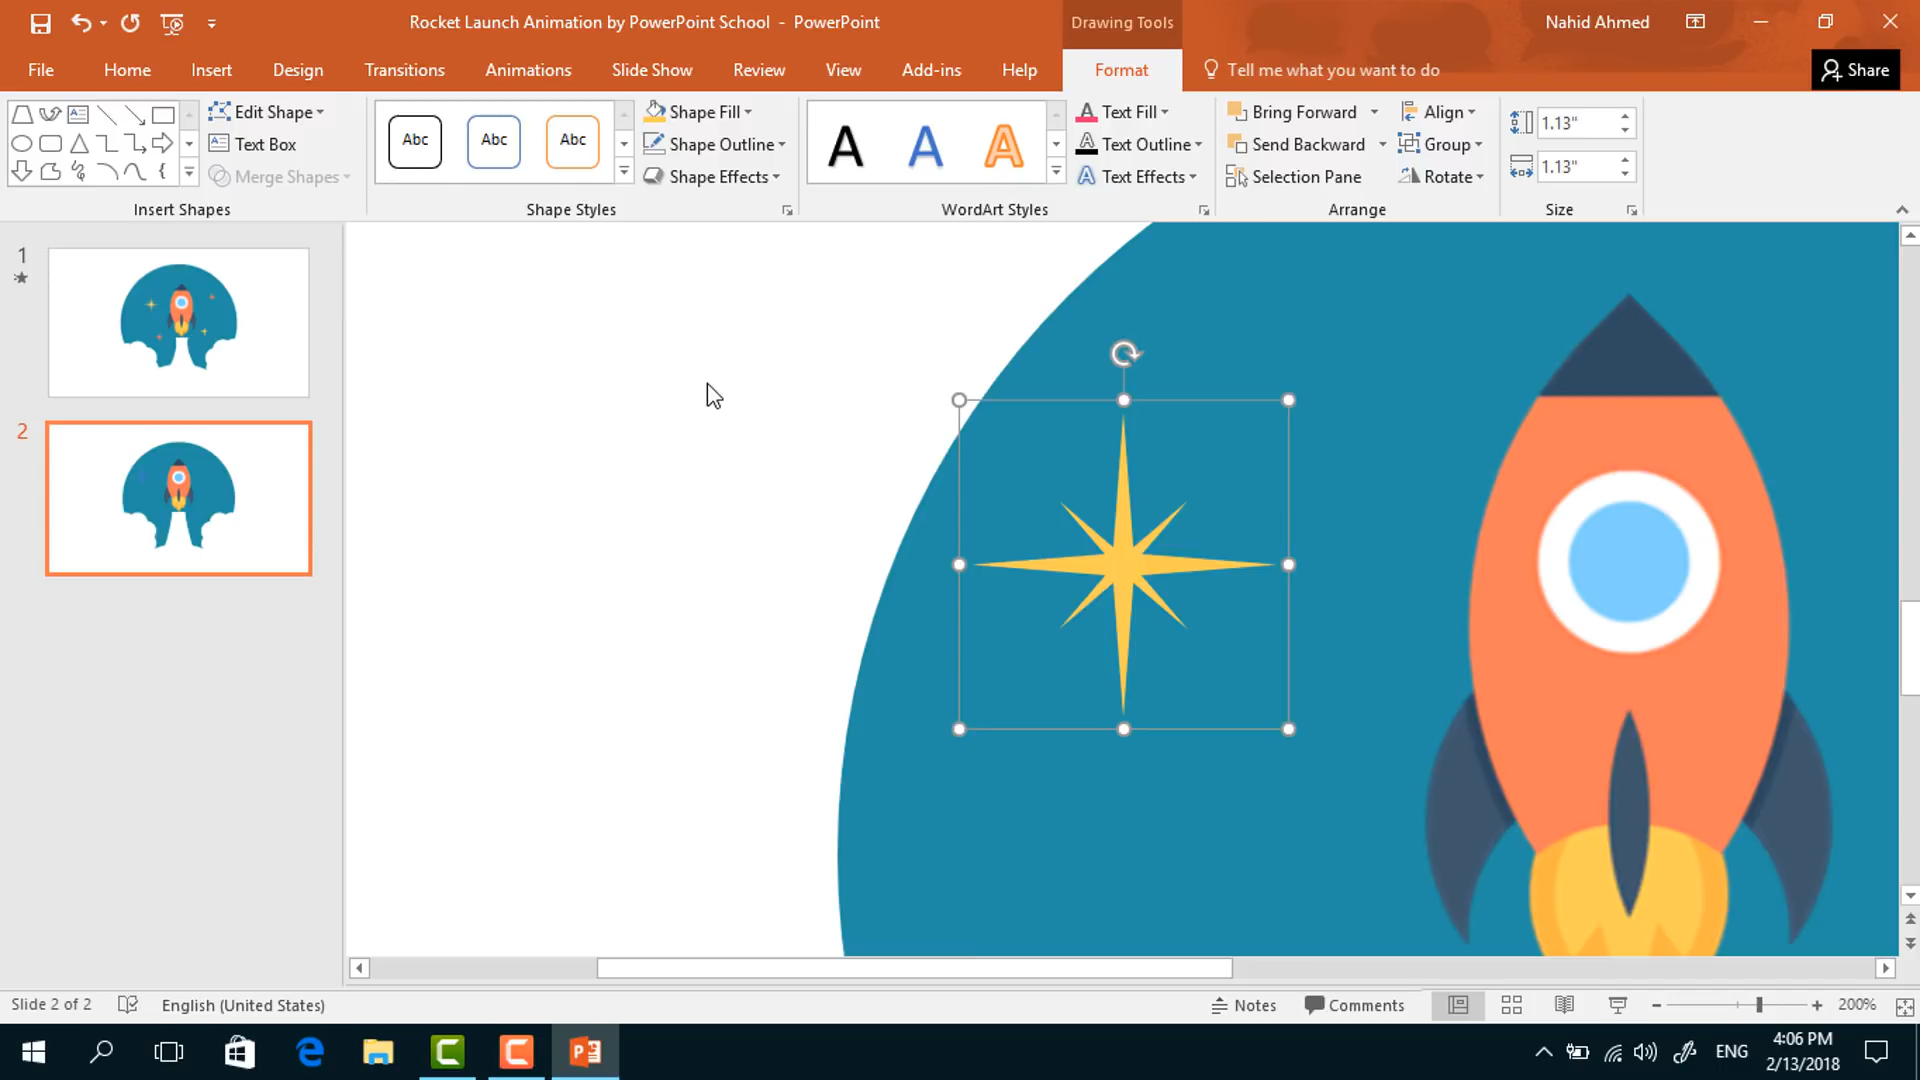 Rocket Launch Animation by PowerPoint School - PowerPoint
Drawing Tools
Nahid Ahmed
File
Home
Insert
Design
Transitions
Animations
Slide Show
Review
View
Add-ins
Help
Format
Tell me what you want to do
Share
Edit Shape
Text Box
Merge Shapes
Insert Shapes
Abc
Abc
Abc
Shape Fill
Shape Outline
Shape Effects
Shape Styles
A
A
A
Text Fill
Text Outline
Text Effects
WordArt Styles
Bring Forward
Send Backward
Selection Pane
Align
Group
Rotate
Arrange
1.13"
1.13"
Size
1
2
Slide 2 of 2
English (United States)
Notes
Comments
200%
ENG
4:06 PM
2/13/2018